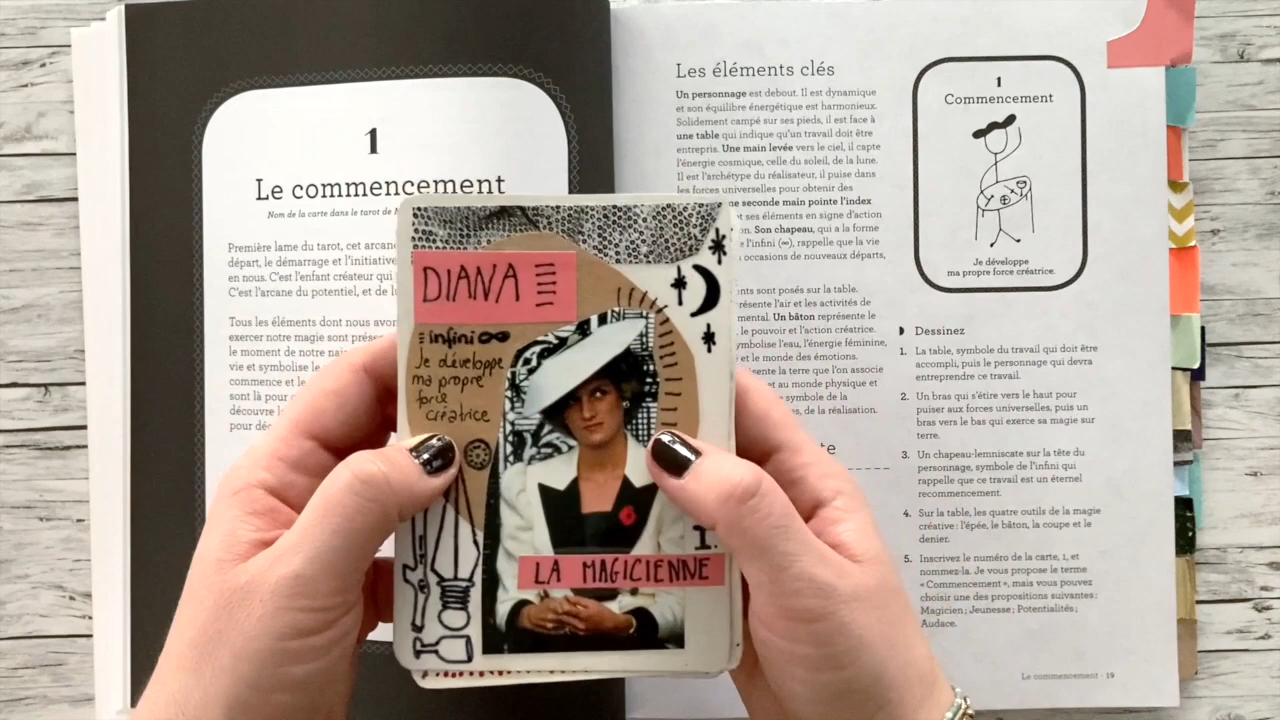 1
Le commencement
Nom de la carte dans le tarot de
Première lame du tarot, cet arcane
départ, le démarrage et l'initiative
en nous. C'est l'enfant créateur qui
C'est l'arcane du potentiel, et de
Tous les éléments dont nous
exercer notre magie sont
le moment de notre
vie et symbolise
commence et le
sont là pour
découvre
pour
DIANA
infini ∞
Je développe
ma propre
force
créatrice
1.
LA MAGICIENNE
Les éléments clés
Un personnage est debout. Il est dynamique
et son équilibre énergétique est harmonieux.
Solidement campé sur ses pieds, il est face à
une table qui indique qu'un travail doit être
entrepris. Une main levée vers le ciel, il capte
l'énergie cosmique, celle du soleil, de la lune.
Il est l'archétype du réalisateur, il puise dans
les forces universelles pour obtenir des
ne seconde main pointe l'index
et ses éléments en signe d'action
on. Son chapeau, qui a la forme
e l'infini (∞), rappelle que la vie
occasions de nouveaux départs,
ents sont posés sur la table.
résente l'air et les activités de
mental. Un bâton représente le
le pouvoir et l'action créatrice.
ymbolise l'eau, l'énergie féminine,
et le monde des émotions.
ésente la terre que l'on associe
et au monde physique et
symbole de la
s, de la réalisation.
te
1
Commencement
Je développe
ma propre force créatrice.
Dessinez
1. La table, symbole du travail qui doit être
accompli, puis le personnage qui devra
entreprendre ce travail.
2. Un bras qui s'étire vers le haut pour
puiser aux forces universelles, puis un
bras vers le bas qui exerce sa magie sur
terre.
3. Un chapeau-lemniscate sur la tête du
personnage, symbole de l'infini qui
rappelle que ce travail est un éternel
recommencement.
4. Sur la table, les quatre outils de la magie
créative : l'épée, le bâton, la coupe et le
denier.
5. Inscrivez le numéro de la carte, 1, et
nommez-la. Je vous propose le terme
« Commencement », mais vous pouvez
choisir une des propositions suivantes :
Magicien ; Jeunesse ; Potentialités ;
Audace.
Le commencement · 19